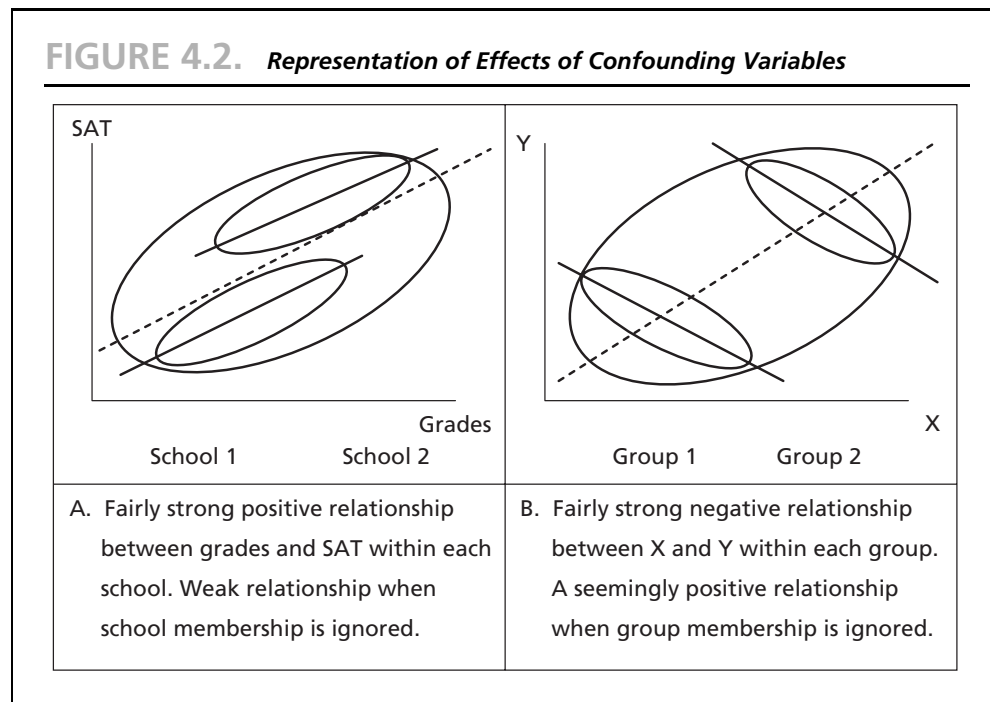 FIGURE 4.2. Representation of Effects of Confounding Variables
SAT
Grades
School 1 School 2
Y
X
Group 1 Group 2
A. Fairly strong positive relationship
between grades and SAT within each
school. Weak relationship when
school membership is ignored.
B. Fairly strong negative relationship
between X and Y within each group.
A seemingly positive relationship
when group membership is ignored.